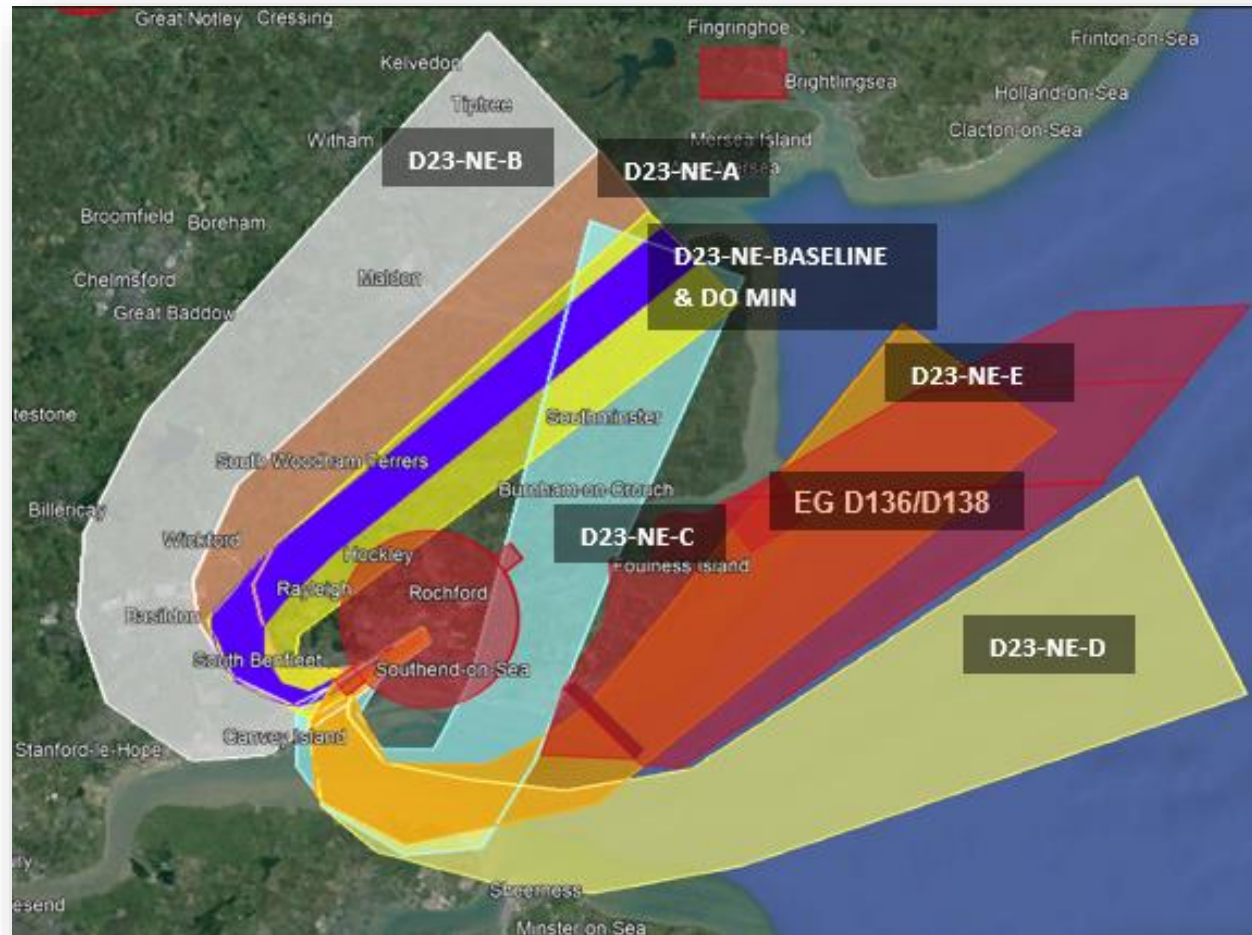 Great Notley
Cressing
Fingringhoe
Frinton-on-Sea
Kelvedon
Brightlingsea
Holland-on-Sea
Tiptree
Witham
Mersea Island
Clacton-on-Sea
D23-NE-B
D23-NE-A
Mersea
Broomfield
Boreham
D23-NE-BASELINE
& DO MIN
Chelmsford
Maldon
Great Baddow
D23-NE-E
testone
Southminster
South Woodham Ferrers
Burnham-on-Crouch
EG D136/D138
Billericay
Wickford
Hockley
D23-NE-C
Foulness Island
Rayleigh
Rochford
Basildon
D23-NE-D
South Benfleet
Southend-on-Sea
Canvey Island
Stanford-le-Hope
Sheerness
esend
Minster on Sea